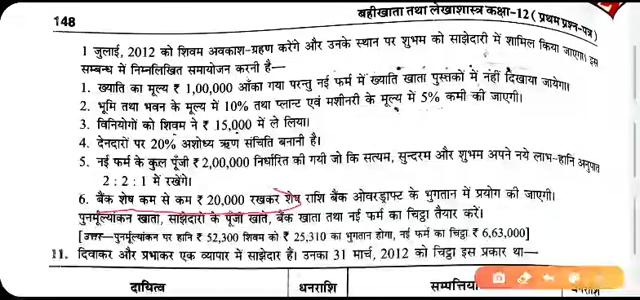 148
बहीखाता तथा लेखाशास्त्र कक्षा-12 ( प्रथम प्रश्न-पत्र)
1 जुलाई, 2012 को शिवम अवकाश-ग्रहण करेंगे और उनके स्थान पर शुभम को साझेदारी में शामिल किया जाएगा। इस
सम्बन्ध में निम्नलिखित समायोजन करनी है—
1. ख्याति का मूल्य ₹ 1,00,000 आँका गया परन्तु नई फर्म में ख्याति खाता पुस्तकों में नहीं दिखाया जायेगा।
2. भूमि तथा भवन के मूल्य में 10% तथा प्लाण्ट एवं मशीनरी के मूल्य में 5% कमी की जाएगी।
3. विनियोगों को शिवम ने ₹ 15,000 में ले लिया।
4. देनदारों पर 20% अशोध्य ऋण संचिति बनानी है।
5. नई फर्म के कुल पूँजी ₹ 2,00,000 निर्धारित की गयी जो कि सत्यम, सुन्दरम और शुभम अपने नये लाभ-हानि अनुपात
2 : 2 : 1 में रखेंगे।
6. बैंक शेष कम से कम ₹ 20,000 रखकर शेष राशि बैंक ओवरड्राफ्ट के भुगतान में प्रयोग की जाएगी।
पुनर्मूल्यांकन खाता, साझेदारों के पूंजी खाते, बैंक खाता तथा नई फर्म का चिट्ठा तैयार करें।
[उत्तर—पुनर्मूल्यांकन पर हानि ₹ 52,300 शिवम को ₹ 25,310 का भुगतान होगा, नई फर्म का चिट्ठा ₹ 6,63,000]
11. दिवाकर और प्रभाकर एक व्यापार में साझेदार हैं। उनका 31 मार्च, 2012 को चिट्ठा इस प्रकार था—
दायित्व धनराशि सम्पत्तियाँ धनराशि